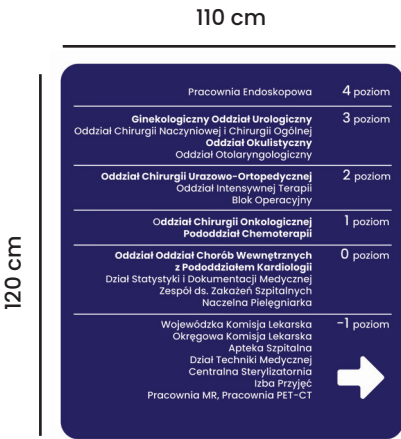 110 cm
120 cm
Pracownia Endoskopowa 4 poziom
Ginekologiczny Oddział Urologiczny 3 poziom
Oddział Chirurgii Naczyniowej i Chirurgii Ogólnej
Oddział Okulistyczny
Oddział Otolaryngologiczny
Oddział Chirurgii Urazowo-Ortopedycznej 2 poziom
Oddział Intensywnej Terapii
Blok Operacyjny
Oddział Chirurgii Onkologicznej 1 poziom
Pododdział Chemoterapii
Oddział Oddział Chorób Wewnętrznych 0 poziom
z Pododdziałem Kardiologii
Dział Statystyki i Dokumentacji Medycznej
Zespół ds. Zakażeń Szpitalnych
Naczelna Pielęgniarka
Wojewódzka Komisja Lekarska -1 poziom
Okręgowa Komisja Lekarska
Apteka Szpitalna
Dział Techniki Medycznej
Centralna Sterylizatornia
Izba Przyjęć
Pracownia MR, Pracownia PET-CT